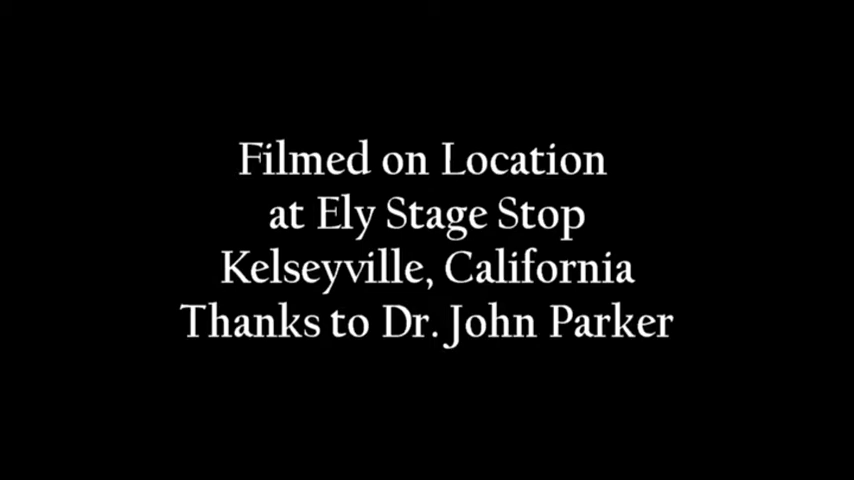 Filmed on Location
at Ely Stage Stop
Kelseyville, California
Thanks to Dr. John Parker